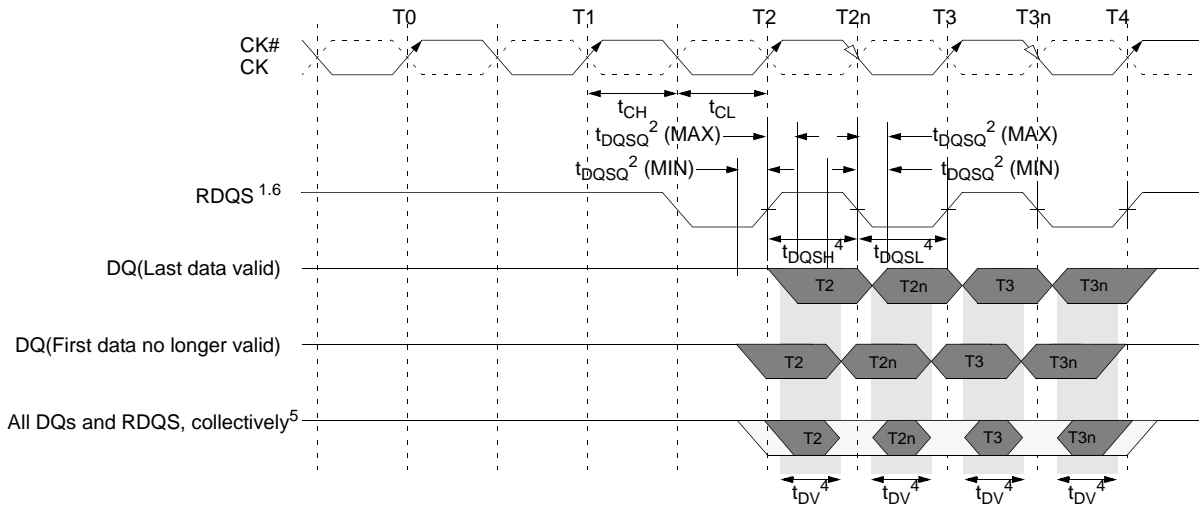 T0 T1 T2 T2n T3 T3n T4
CK#
CK
tCH tCL
tDQSQ2 (MAX) tDQSQ2 (MAX)
tDQSQ2 (MIN) tDQSQ2 (MIN)
RDQS 1.6
tDQSH4 tDQSL4
DQ(Last data valid)
T2 T2n T3 T3n
DQ(First data no longer valid)
T2 T2n T3 T3n
All DQs and RDQS, collectively5
T2 T2n T3 T3n
tDV4 tDV4 tDV4 tDV4